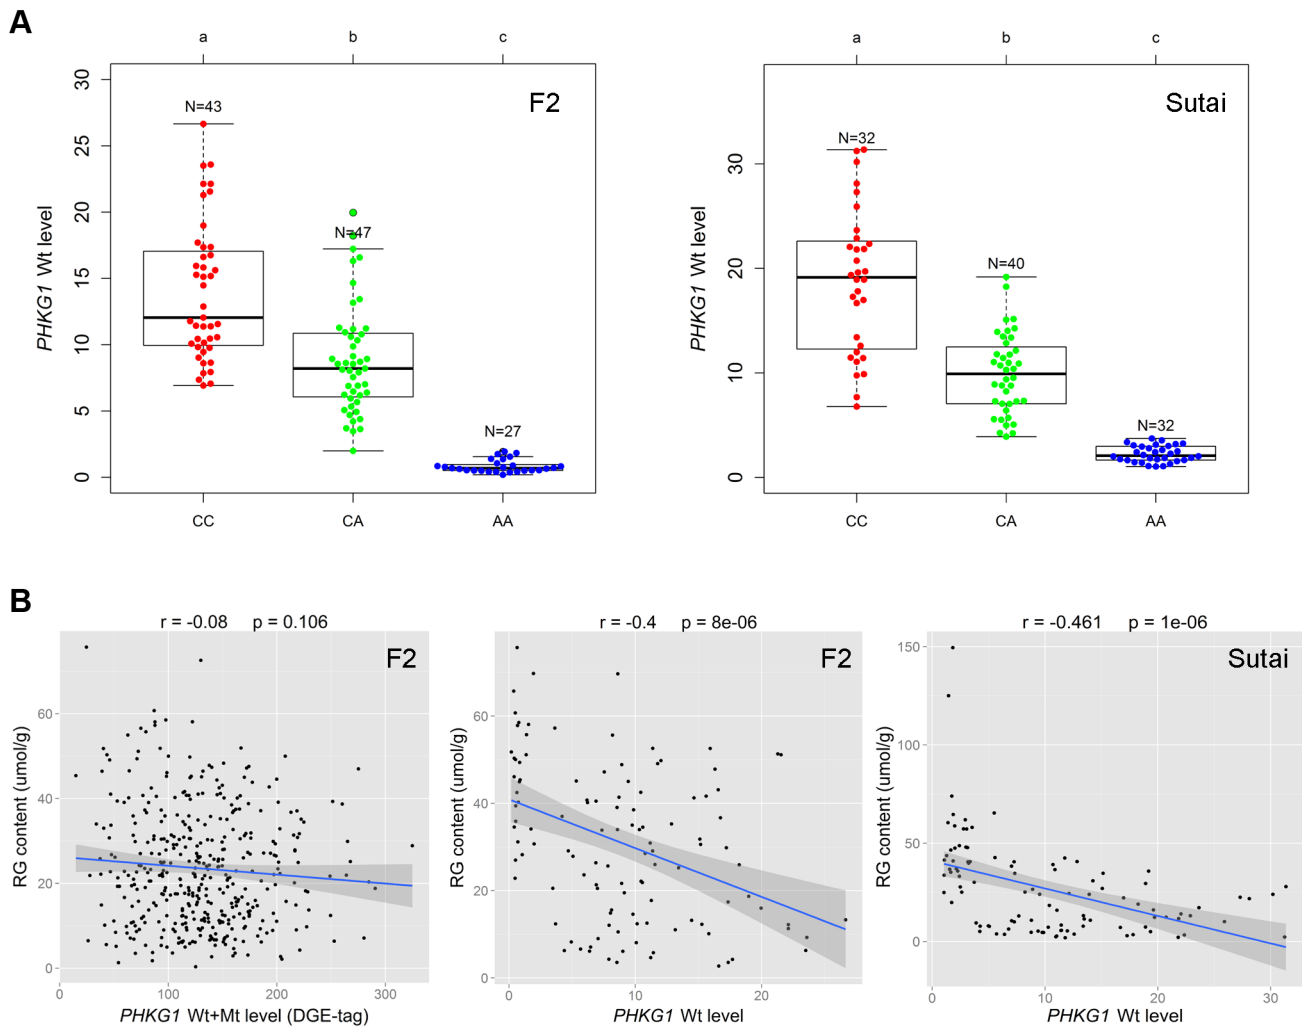 A
a b c
30
25
20
15
10
5
0
PHKG1 Wt level
F2
N=43
N=47
N=27
CC CA AA
a b c
30
20
10
0
PHKG1 Wt level
Sutai
N=32
N=40
N=32
CC CA AA
B
r = -0.08 p = 0.106
F2
60
40
20
0
RG content (umol/g)
0 100 200 300
PHKG1 Wt+Mt level (DGE-tag)
r = -0.4 p = 8e-06
F2
60
40
20
0
RG content (umol/g)
0 10 20
PHKG1 Wt level
r = -0.461 p = 1e-06
Sutai
150
100
50
0
RG content (umol/g)
0 10 20 30
PHKG1 Wt level